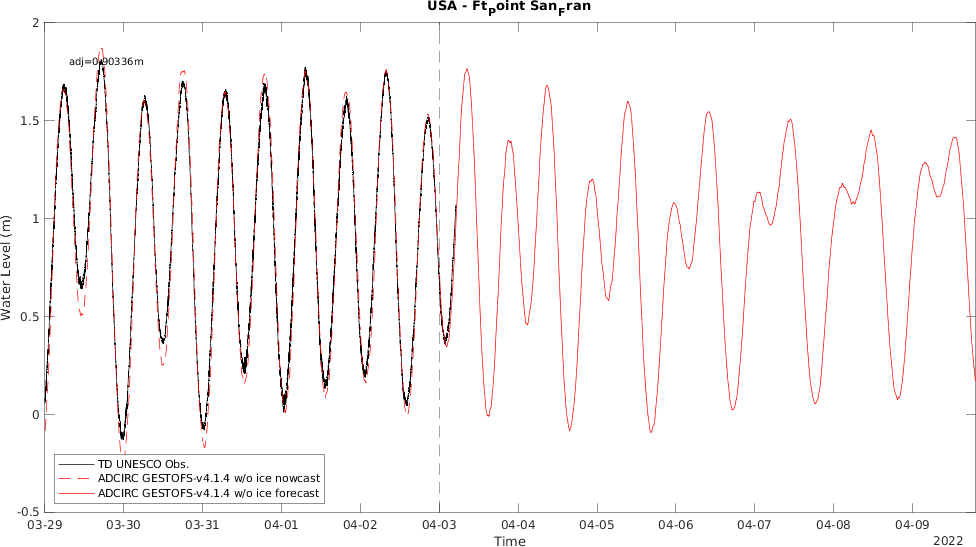 USA - FtPoint SanFran
adj=0.90336m
2
1.5
1
0.5
0
-0.5
Water Level (m)
TD UNESCO Obs.
ADCIRC GESTOFS-v4.1.4 w/o ice nowcast
ADCIRC GESTOFS-v4.1.4 w/o ice forecast
03-29 03-30 03-31 04-01 04-02 04-03 04-04 04-05 04-06 04-07 04-08 04-09
Time
2022